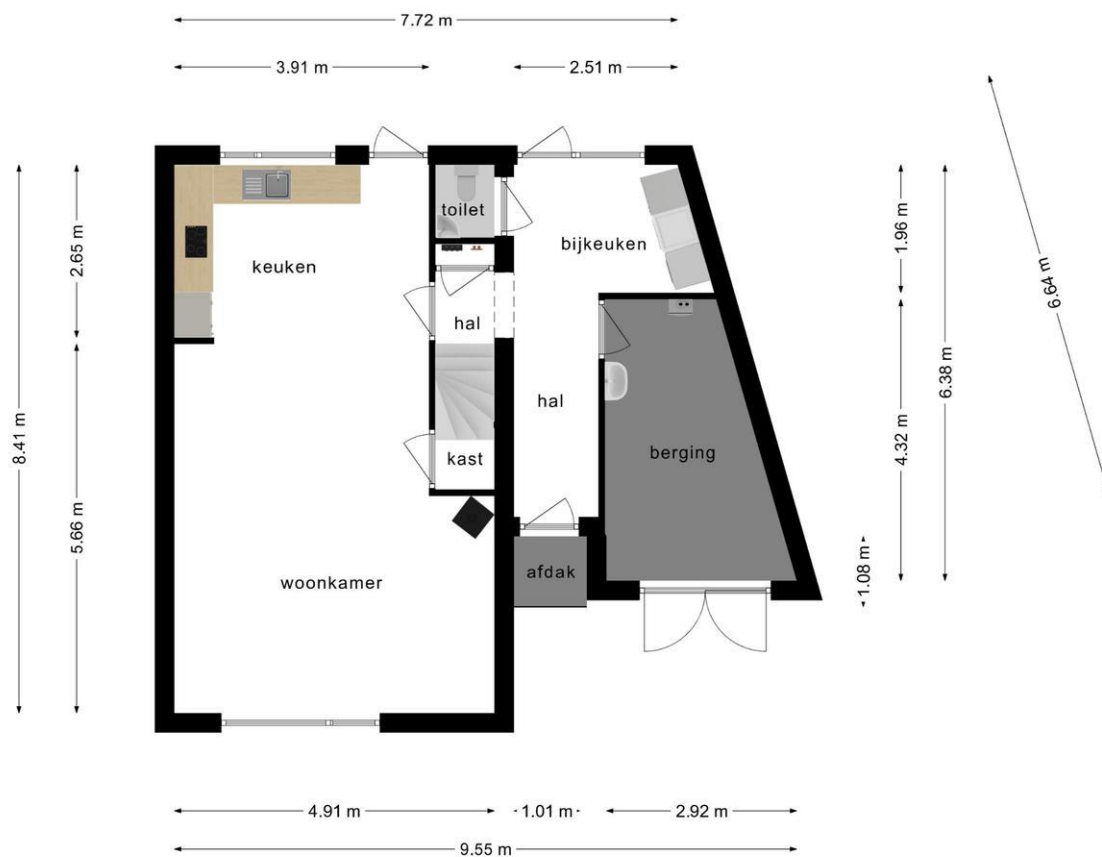 7.72 m
3.91 m
2.51 m
toilet
bijkeuken
keuken
hal
hal
kast
berging
woonkamer
afdak
2.65 m
8.41 m
5.66 m
1.96 m
6.64 m
6.38 m
4.32 m
1.08 m
4.91 m
1.01 m
2.92 m
9.55 m